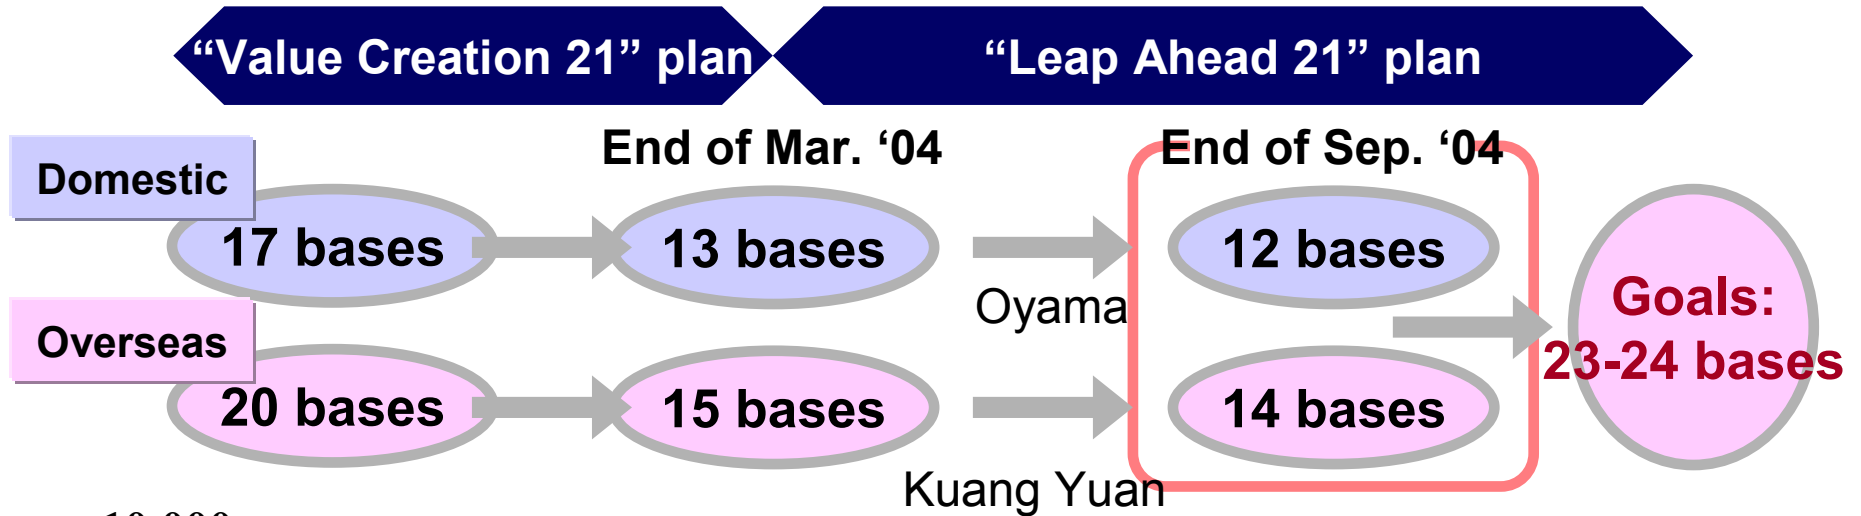 “Value Creation 21” plan
“Leap Ahead 21” plan
End of Mar. ‘04
End of Sep. ‘04
Domestic
17 bases
13 bases
12 bases
Oyama
Goals:
23-24 bases
Overseas
20 bases
15 bases
14 bases
Kuang Yuan